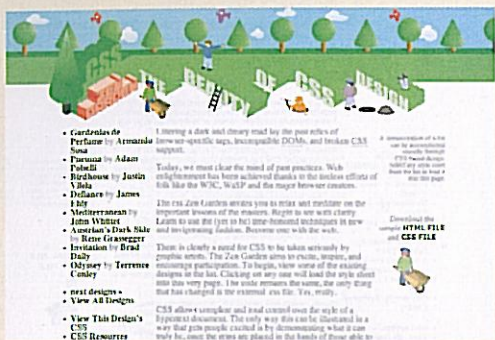 CSS
ZEN
GARDEN
THE BEAUTY OF CSS DESIGN
• Gardenias de
Perfume by Armando
Sosa
by Adam
Polselli
• Birdhouse by Justin
• Defiance by James
• Mediterranean by
John Whittet
• Austrian's Dark Side
by Rene Grassegger
• Invitation by Brad
Daily
• Odyssey by Terrence
Conley
• next designs »
• View All Designs
• View This Design's
CSS
• CSS Resources
Littering a dark and dreary road lay the past relics of
browser-specific tags, incompatible DOMs, and broken CSS
support.
Today, we must clear the mind of past practices. Web
enlightenment has been achieved thanks to the tireless efforts of
folk like the W3C, WaSP and the major browser creators.
The css Zen Garden invites you to relax and meditate on the
important lessons of the masters. Begin to see with clarity.
Learn to use the (yet to be) time-honored techniques in new
and invigorating fashion. Become one with the web.
There is clearly a need for CSS to be taken seriously by
graphic artists. The Zen Garden aims to excite, inspire, and
encourage participation. To begin, view some of the existing
designs in the list. Clicking on any one will load the style sheet
into this very page. The code remains the same, the only thing
that has changed is the external .css file. Yes, really.
CSS allows complete and total control over the style of a
hypertext document. The only way this can be illustrated in a
way that gets people excited is by demonstrating what it can
truly be, once the reins are placed in the hands of those able to
A demonstration of what
can be accomplished
visually through
CSS-based design.
Select any style sheet
from the list to load it
into this page.
Download the
sample HTML FILE
and CSS FILE